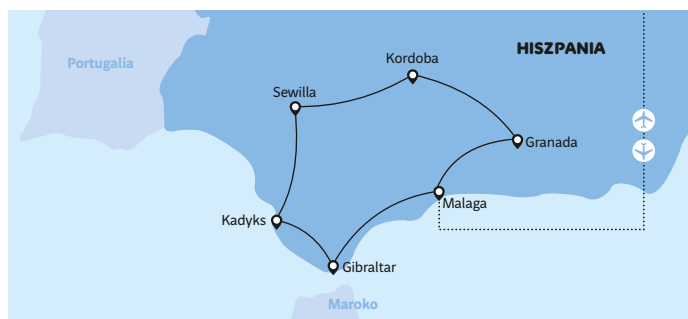 HISZPANIA
Kordoba
Portugalia
Sewilla
Granada
Malaga
Kadyks
Gibraltar
Maroko